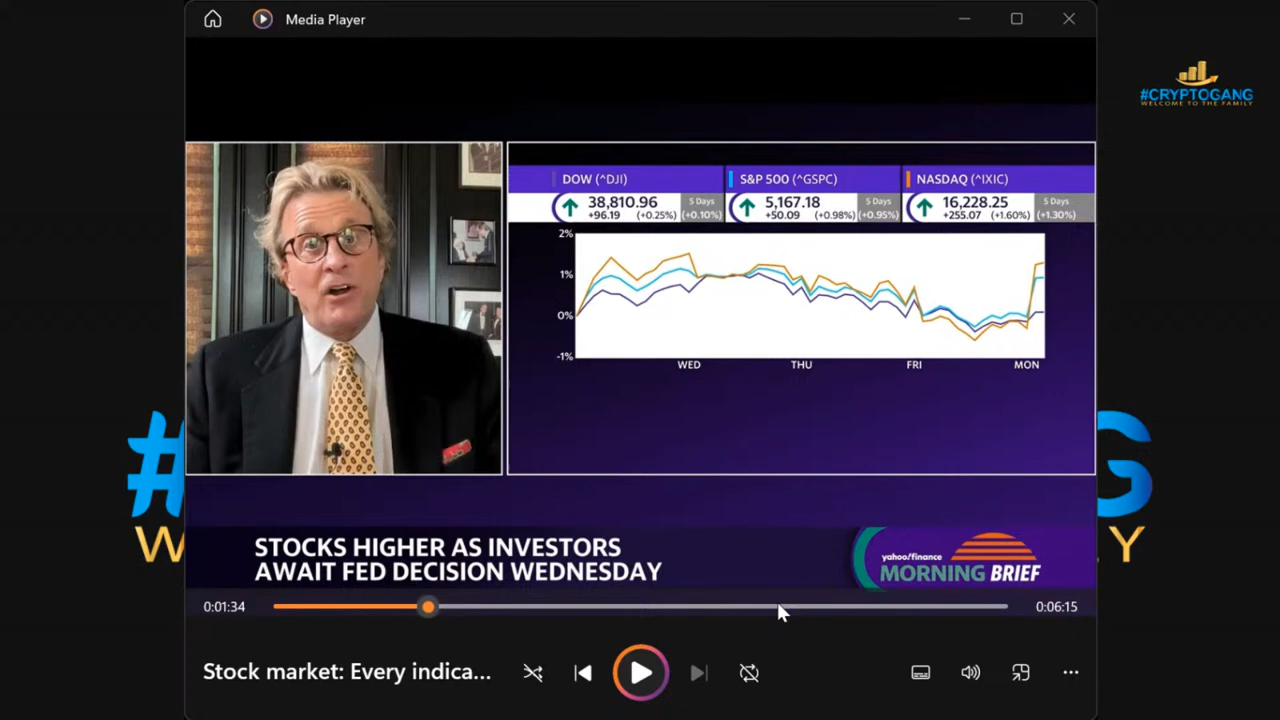 Media Player
#CRYPTOGANG
WELCOME TO THE FAMILY
DOW (^DJI)
38,810.96
+96.19 (+0.25%)
5 Days
(+0.10%)
S&P 500 (^GSPC)
5,167.18
+50.09 (+0.98%)
5 Days
(+0.95%)
NASDAQ (^IXIC)
16,228.25
+255.07 (+1.60%)
5 Days
(+1.30%)
2%
1%
0%
-1%
WED THU FRI MON
# G
W LY
STOCKS HIGHER AS INVESTORS
AWAIT FED DECISION WEDNESDAY
yahoo/finance
MORNING BRIEF
0:01:34
0:06:15
Stock market: Every indica...